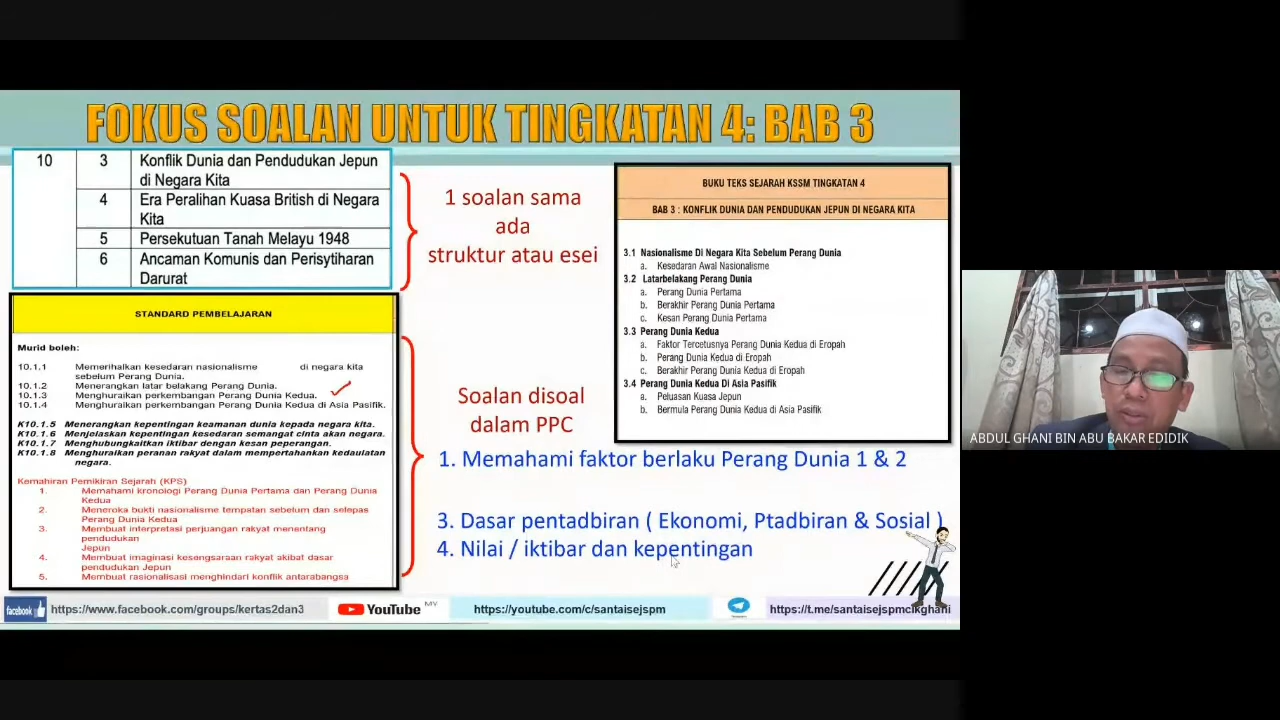 FOKUS SOALAN UNTUK TINGKATAN 4: BAB 3
10 3 Konflik Dunia dan Pendudukan Jepun
di Negara Kita
4 Era Peralihan Kuasa British di Negara
Kita
5 Persekutuan Tanah Melayu 1948
6 Ancaman Komunis dan Perisytiharan
Darurat
1 soalan sama
ada
struktur atau esei
BUKU TEKS SEJARAH KSSM TINGKATAN 4
BAB 3 : KONFLIK DUNIA DAN PENDUDUKAN JEPUN DI NEGARA KITA
3.1 Nasionalisme Di Negara Kita Sebelum Perang Dunia
a. Kesedaran Awal Nasionalisme
3.2 Latarbelakang Perang Dunia
a. Perang Dunia Pertama
b. Berakhir Perang Dunia Pertama
c. Kesan Perang Dunia Pertama
3.3 Perang Dunia Kedua
a. Faktor Tercetusnya Perang Dunia Kedua di Eropah
b. Perang Dunia Kedua di Eropah
c. Berakhir Perang Dunia Kedua di Eropah
3.4 Perang Dunia Kedua Di Asia Pasifik
a. Peluasan Kuasa Jepun
b. Bermula Perang Dunia Kedua di Asia Pasifik
STANDARD PEMBELAJARAN
Murid boleh:
10.1.1 Memerihalkan kesedaran nasionalisme di negara kita
sebelum Perang Dunia.
10.1.2 Menerangkan latar belakang Perang Dunia.
10.1.3 Menghuraikan perkembangan Perang Dunia Kedua.
10.1.4 Menghuraikan perkembangan Perang Dunia Kedua di Asia Pasifik.
K10.1.5 Menerangkan kepentingan keamanan dunia kepada negara kita.
K10.1.6 Menjelaskan kepentingan kesedaran semangat cinta akan negara.
K10.1.7 Menghubungkaitkan iktibar dengan kesan peperangan.
K10.1.8 Menghuraikan peranan rakyat dalam mempertahankan kedaulatan
negara.
Kemahiran Pemikiran Sejarah (KPS)
1. Memahami kronologi Perang Dunia Pertama dan Perang Dunia
Kedua
2. Meneroka bukti nasionalisme tempatan sebelum dan selepas
Perang Dunia Kedua
3. Membuat interpretasi perjuangan rakyat menentang
pendudukan
Jepun
4. Membuat imaginasi kesengsaraan rakyat akibat dasar
pendudukan Jepun
5. Membuat rasionalisasi menghindari konflik antarabangsa
Soalan disoal
dalam PPC
1. Memahami faktor berlaku Perang Dunia 1 & 2
3. Dasar pentadbiran ( Ekonomi, Ptadbiran & Sosial )
4. Nilai / iktibar dan kepentingan
facebook https://www.facebook.com/groups/kertas2dan3 YouTube MY https://youtube.com/c/santaisejspm https://t.me/santaisejspmcikghani
ABDUL GHANI BIN ABU BAKAR EDIDIK